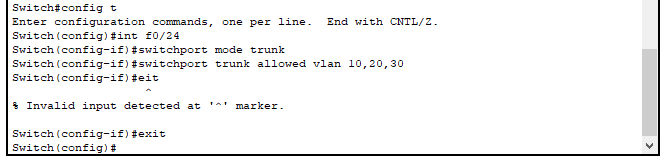 Switch#config t
Enter configuration commands, one per line.  End with CNTL/Z.
Switch(config)#int f0/24
Switch(config-if)#switchport mode trunk
Switch(config-if)#switchport trunk allowed vlan 10,20,30
Switch(config-if)#eit
                    ^
% Invalid input detected at '^' marker.
Switch(config-if)#exit
Switch(config)#